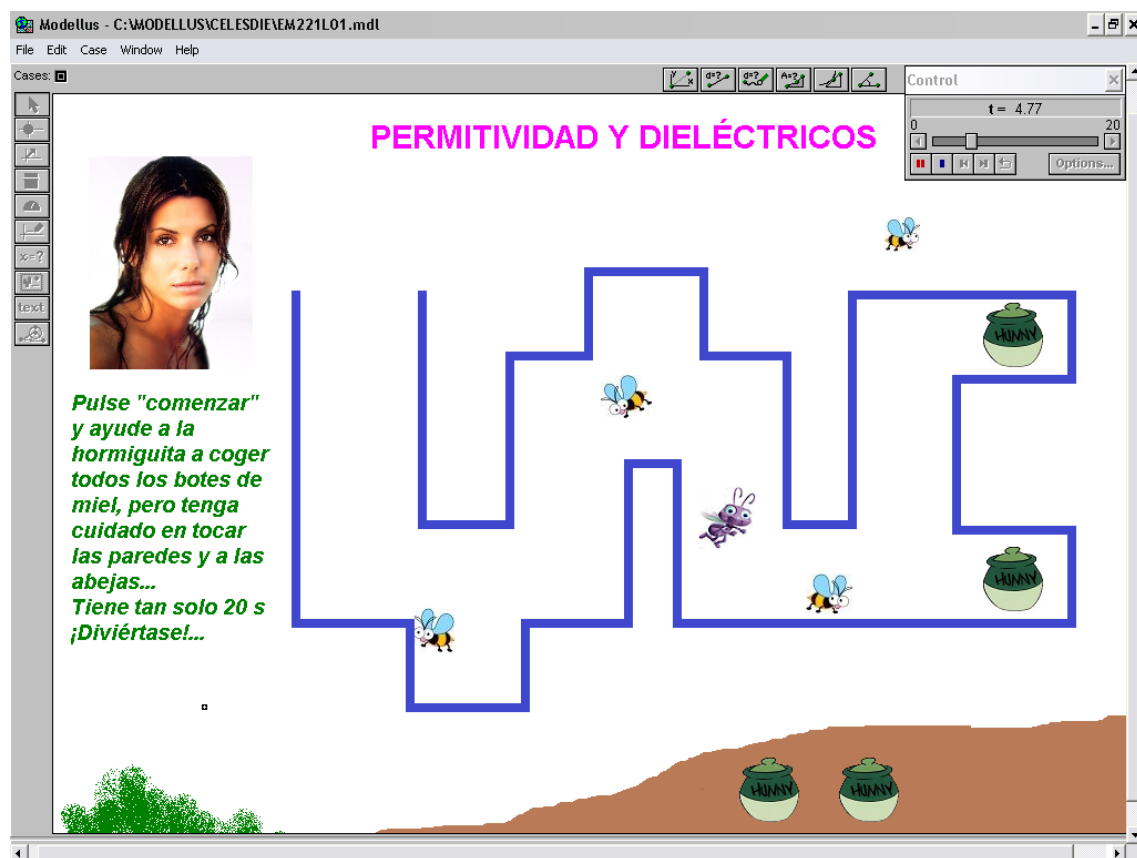 Modellus - C:\MODELLUS\CELESDIE\EM221L01.mdl
File Edit Case Window Help
Cases:
Control
t = 4.77
0 20
Options...
text
PERMITIVIDAD Y DIELÉCTRICOS
HUNNY
Pulse "comenzar"
y ayude a la
hormiguita a coger
todos los botes de
miel, pero tenga
cuidado en tocar
las paredes y a las
abejas...
Tiene tan solo 20 s
¡Diviértase!...
HUNNY
HUNNY
HUNNY